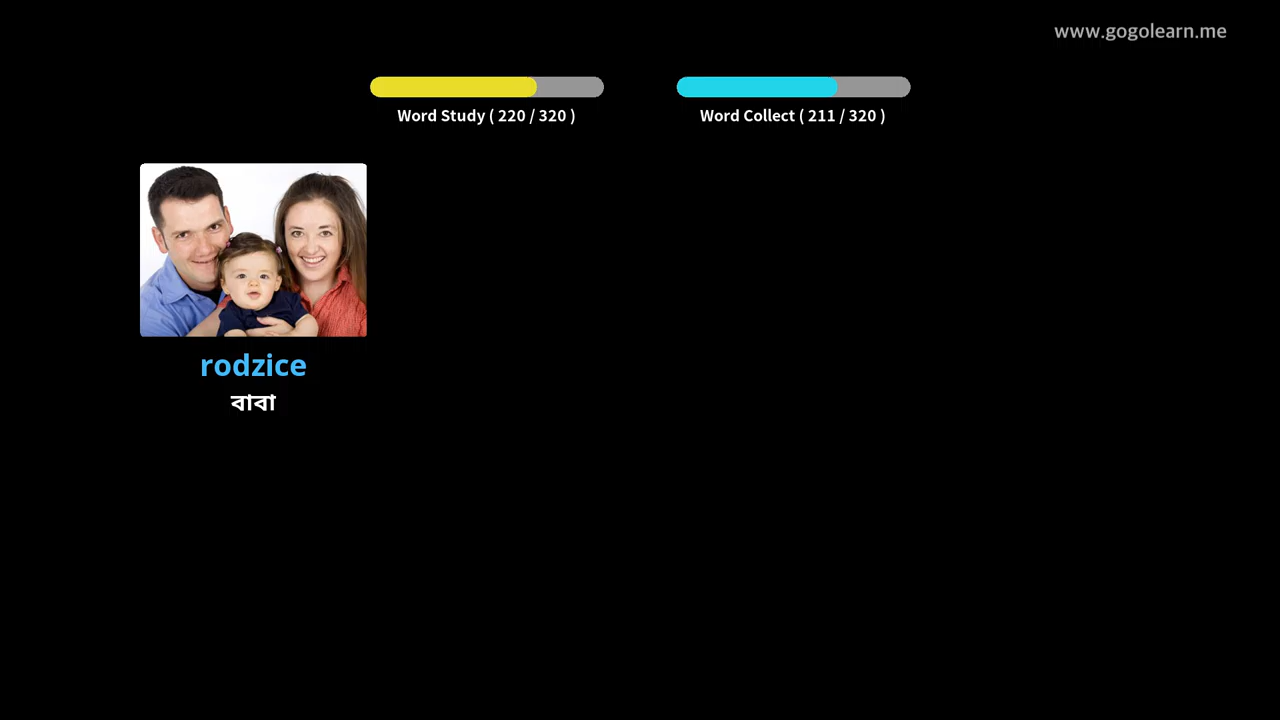 www.gogolearn.me
Word Study ( 220 / 320 )
Word Collect ( 211 / 320 )
rodzice
বাবা